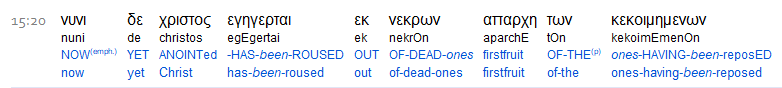 15:20 νυνι δε χριστος εγηγερται εκ νεκρων απαρχη των κεκοιμημενων
nuni de christos egEgertai ek nekrOn aparchE tOn kekoimEmenOn
NOW(emph.) YET ANOINTed -HAS-been-ROUSED OUT OF-DEAD-ones firstfruit OF-THE(p) ones-HAVING-been-reposED
now yet Christ has-been-roused out of-dead-ones firstfruit of-the ones-having-been-reposed